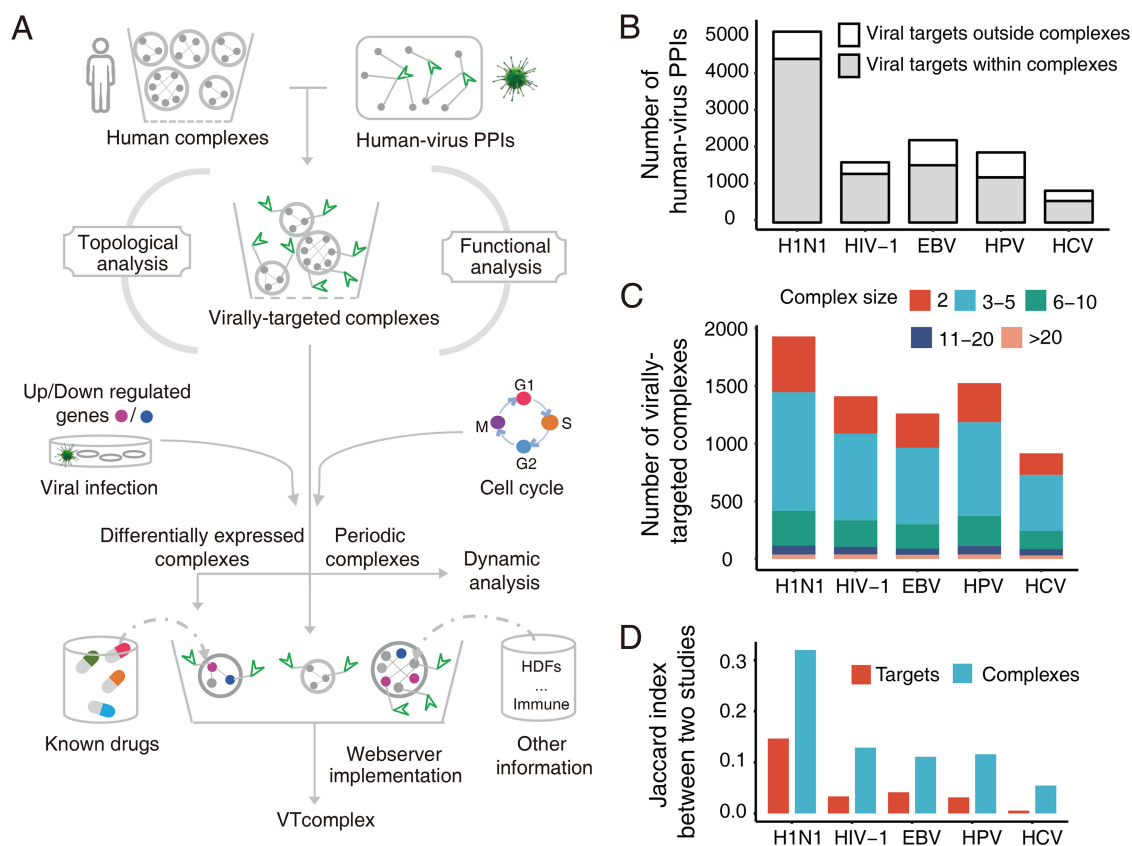 A
Human complexes
Human-virus PPIs
Topological
analysis
Functional
analysis
Virally-targeted complexes
Up/Down regulated
genes /
Viral infection
G1
M
S
G2
Cell cycle
Differentially expressed
complexes
Periodic
complexes
Dynamic
analysis
HDFs
...
Immune
Known drugs
Webserver
implementation
Other
information
VTcomplex
B
Number of
human-virus PPIs
5000
4000
3000
2000
1000
0
Viral targets outside complexes
Viral targets within complexes
H1N1 HIV−1 EBV HPV HCV
C
Complex size 2 3−5 6−10
11−20 >20
Number of virally-
targeted complexes
2000
1500
1000
500
0
H1N1 HIV−1 EBV HPV HCV
D
Jaccard index
between two studies
0.3
0.2
0.1
0.0
Targets Complexes
H1N1 HIV−1 EBV HPV HCV